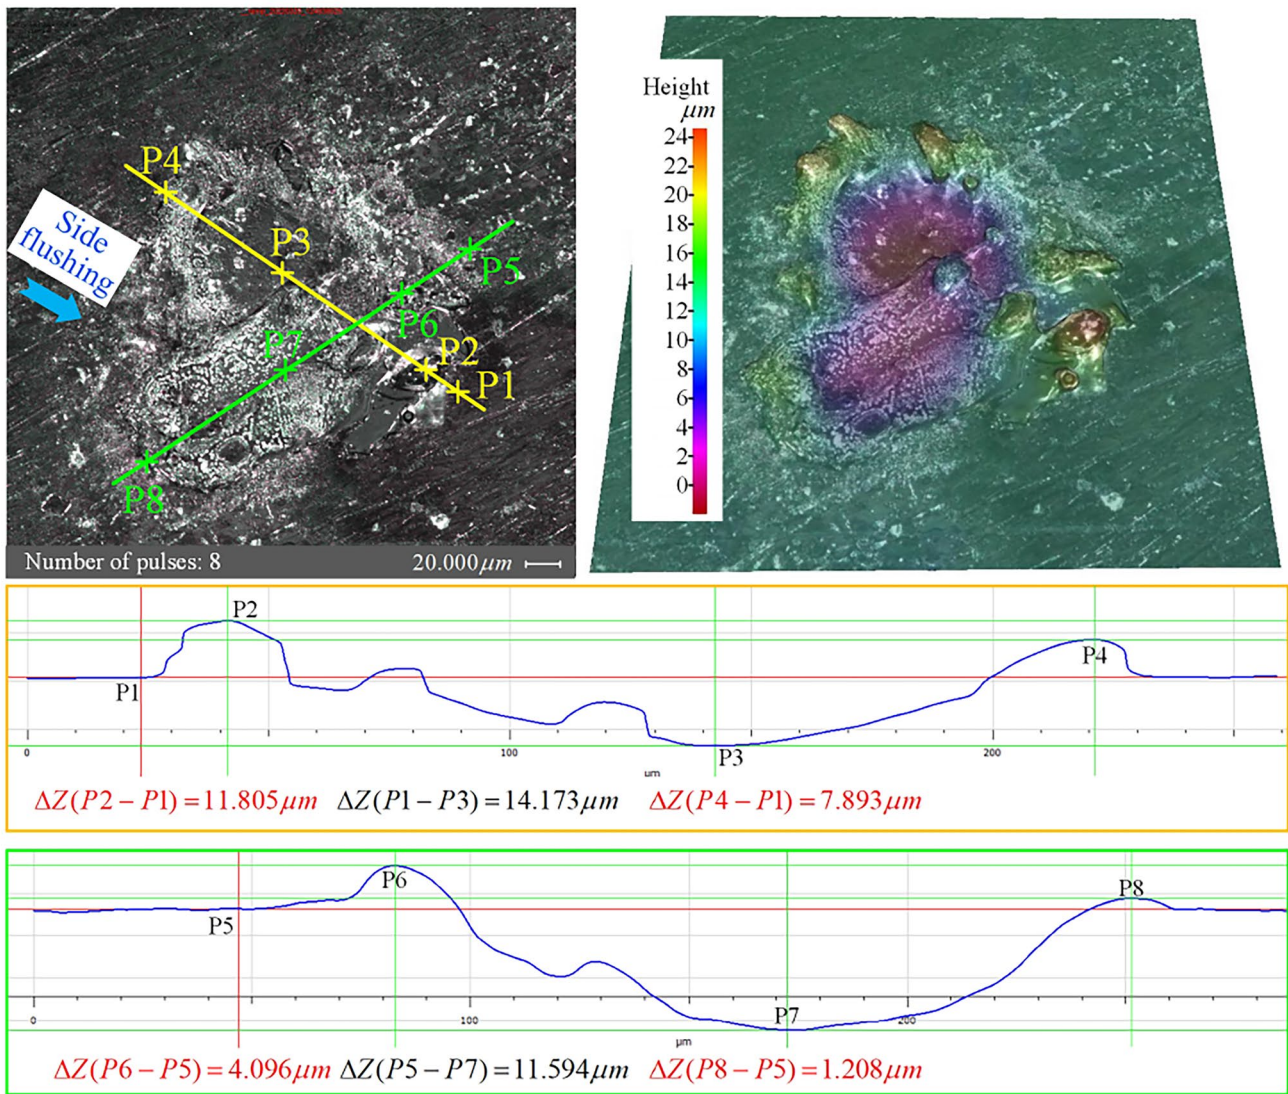 P4
P3
Side
flushing
P5
P6
P7
P2
P1
P8
Number of pulses: 8
20.000μm
Height
μm
24
22
20
18
16
14
12
10
8
6
4
2
0
P2
P4
P1
0
100
200
P3
μm
ΔZ(P2−P1)=11.805μm ΔZ(P1−P3)=14.173μm ΔZ(P4−P1)=7.893μm
P6
P8
P5
P7
0
100
200
μm
ΔZ(P6−P5)=4.096μm ΔZ(P5−P7)=11.594μm ΔZ(P8−P5)=1.208μm